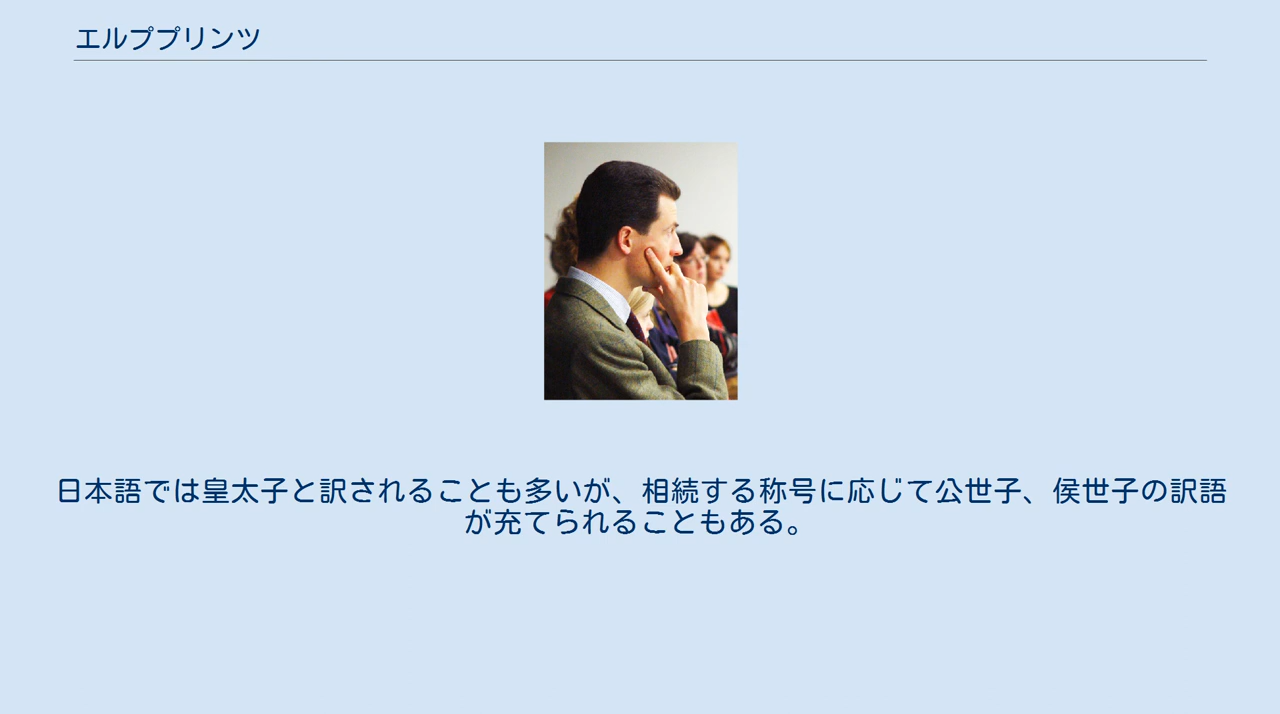 エルププリンツ
日本語では皇太子と訳されることも多いが、相続する称号に応じて公世子、侯世子の訳語
が充てられることもある。